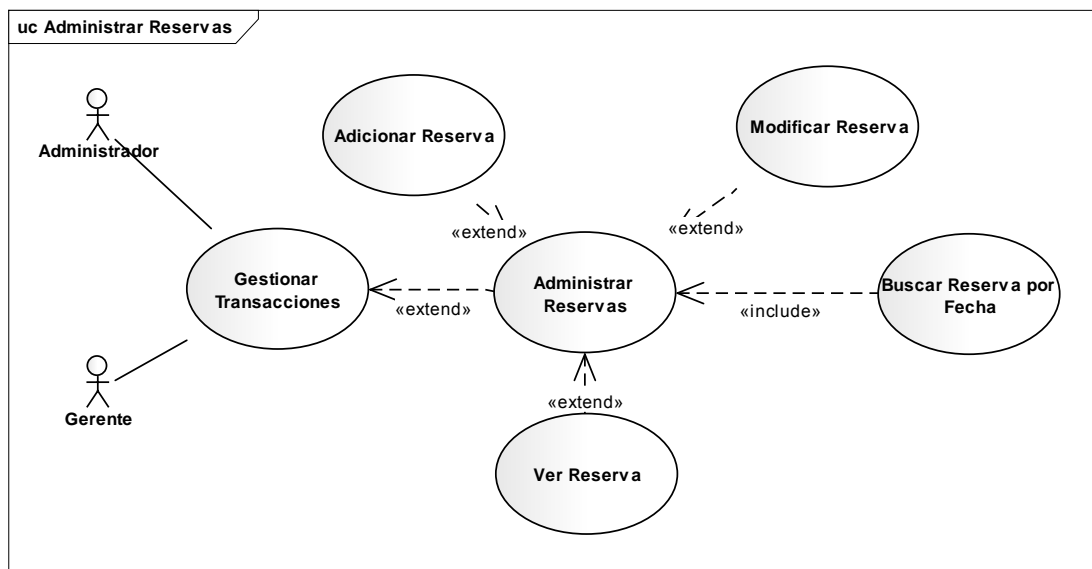 uc Administrar Reservas
Administrador
Adicionar Reserva
Modificar Reserva
«extend»
«extend»
Gestionar
Transacciones
«extend»
Administrar
Reservas
«include»
Buscar Reserva por
Fecha
«extend»
Gerente
Ver Reserva